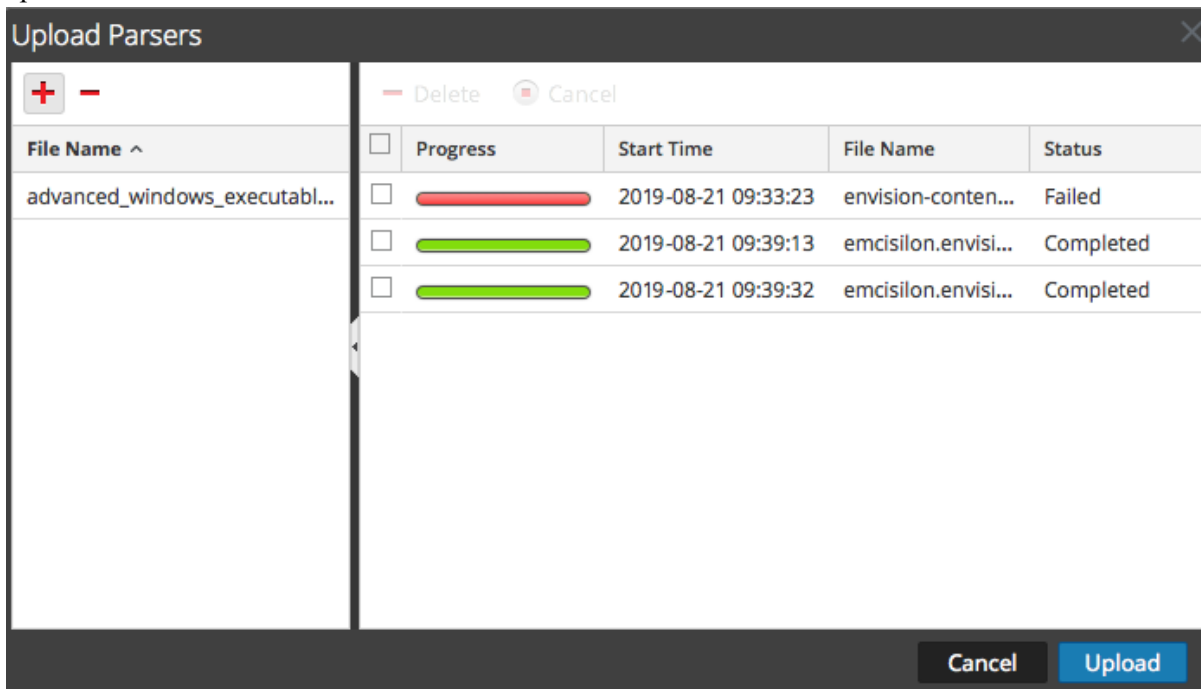 Upload Parsers
Delete Cancel
File Name
Progress Start Time File Name Status
advanced_windows_executabl...
2019-08-21 09:33:23 envision-conten... Failed
2019-08-21 09:39:13 emcisilon.envisi... Completed
2019-08-21 09:39:32 emcisilon.envisi... Completed
Cancel Upload